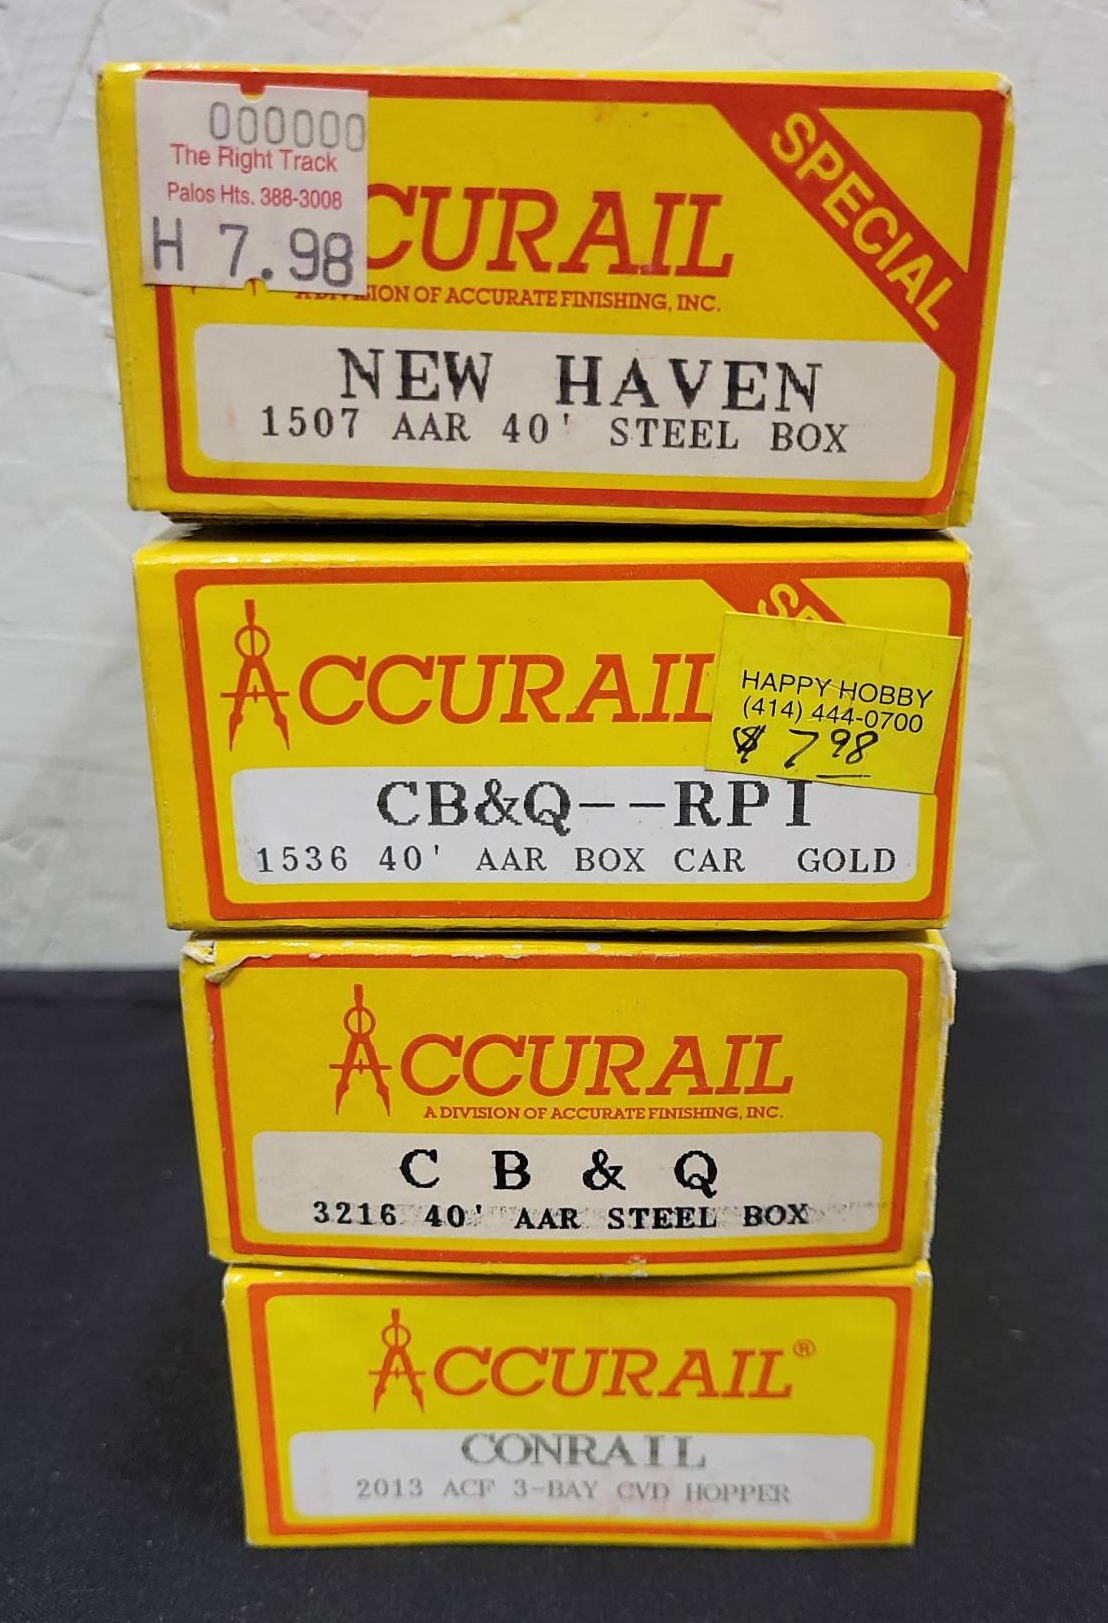 000000
The Right Track
Palos Hts. 388-3008
H 7.98
CCURAIL
SPECIAL
A DIVISION OF ACCURATE FINISHING, INC.
NEW HAVEN
1507 AAR 40' STEEL BOX
ACCURAIL
HAPPY HOBBY
(414) 444-0700
$ 7.98
CB&Q--RPI
1536 40' AAR BOX CAR GOLD
ACCURAIL
A DIVISION OF ACCURATE FINISHING, INC.
C B & Q
3216 40' AAR STEEL BOX
ACCURAIL®
CONRAIL
2013 ACF 3-BAY CVD HOPPER